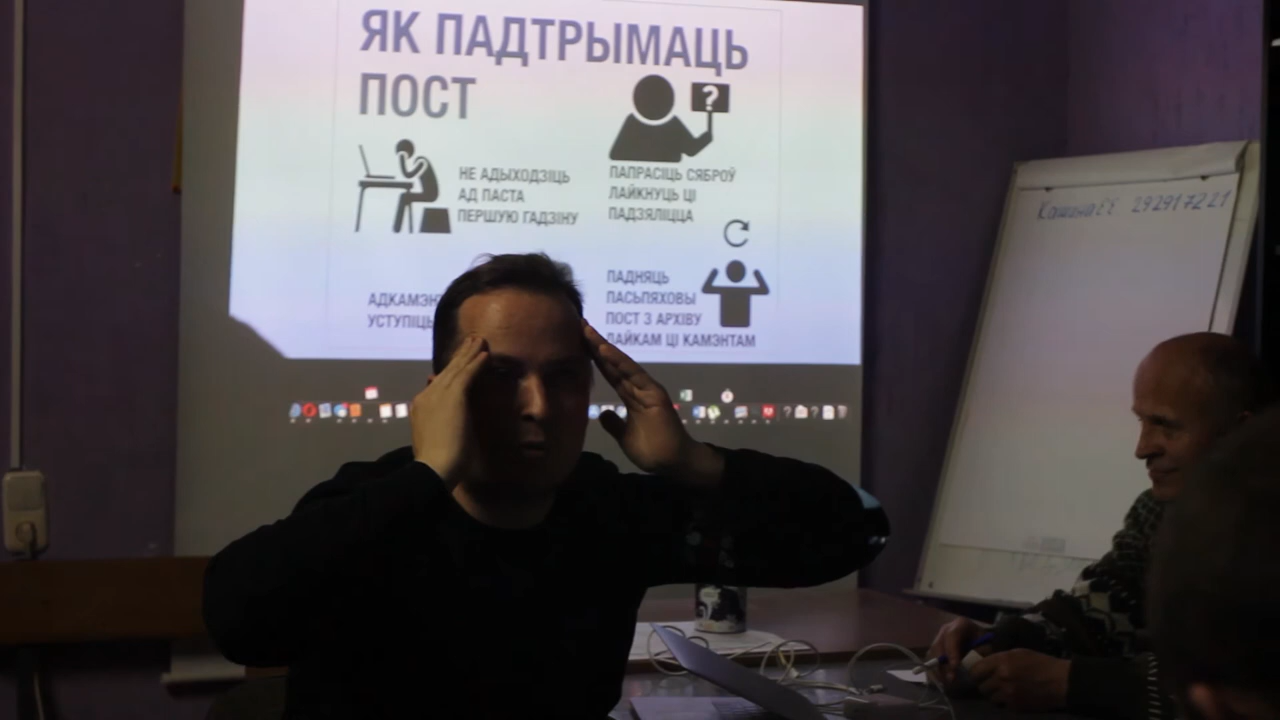 ЯК ПАДТРЫМАЦЬ
ПОСТ
?
НЕ АДЫХОДЗІЦЬ
АД ПАСТА
ПЕРШУЮ ГАДЗІНУ
ПАПРАСІЦЬ СЯБРОЎ
ЛАЙКНУЦЬ ЦІ
ПАДЗЯЛІЦЦА
УСТУПІЦЬ
ПАДНЯЦЬ
ПАСЬПЯХОВЫ
ПОСТ З АРХІВУ
ЛАЙКАМ ЦІ КАМЭНТАМ